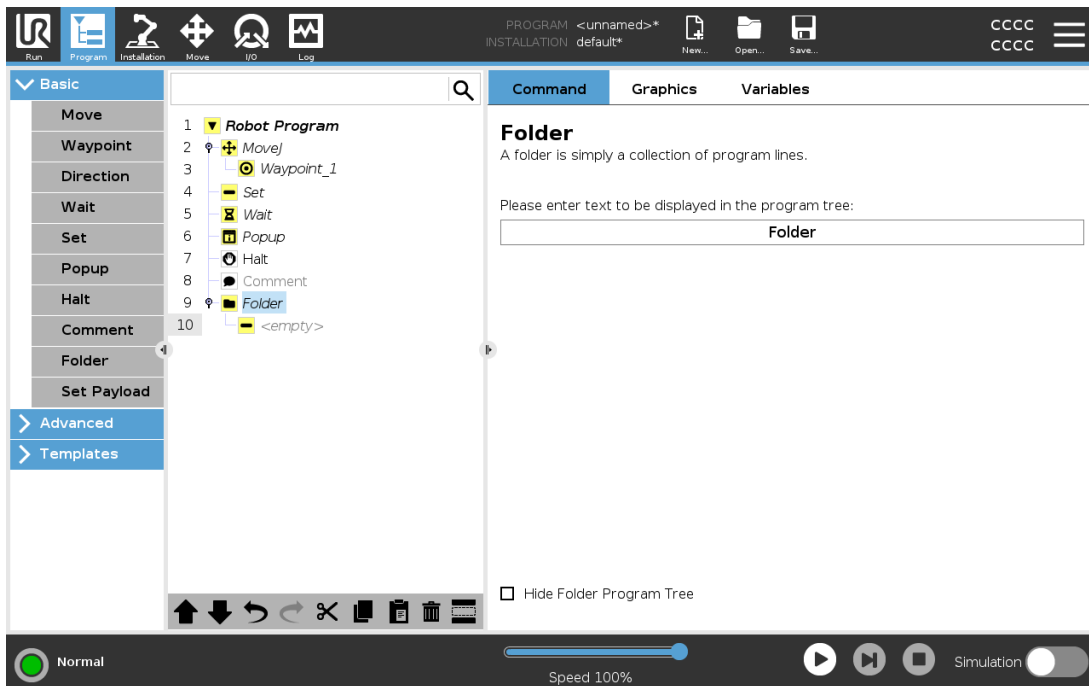 PROGRAM <unnamed>*
INSTALLATION default*
CCCC
CCCC
Run
Program
Installation
Move
I/O
Log
New...
Open...
Save...
Basic
Move
Waypoint
Direction
Wait
Set
Popup
Halt
Comment
Folder
Set Payload
Advanced
Templates
1 Robot Program
2 MoveJ
3 Waypoint_1
4 Set
5 Wait
6 Popup
7 Halt
8 Comment
9 Folder
10 <empty>
Command Graphics Variables
Folder
A folder is simply a collection of program lines.
Please enter text to be displayed in the program tree:
Folder
Hide Folder Program Tree
Normal
Speed 100%
Simulation